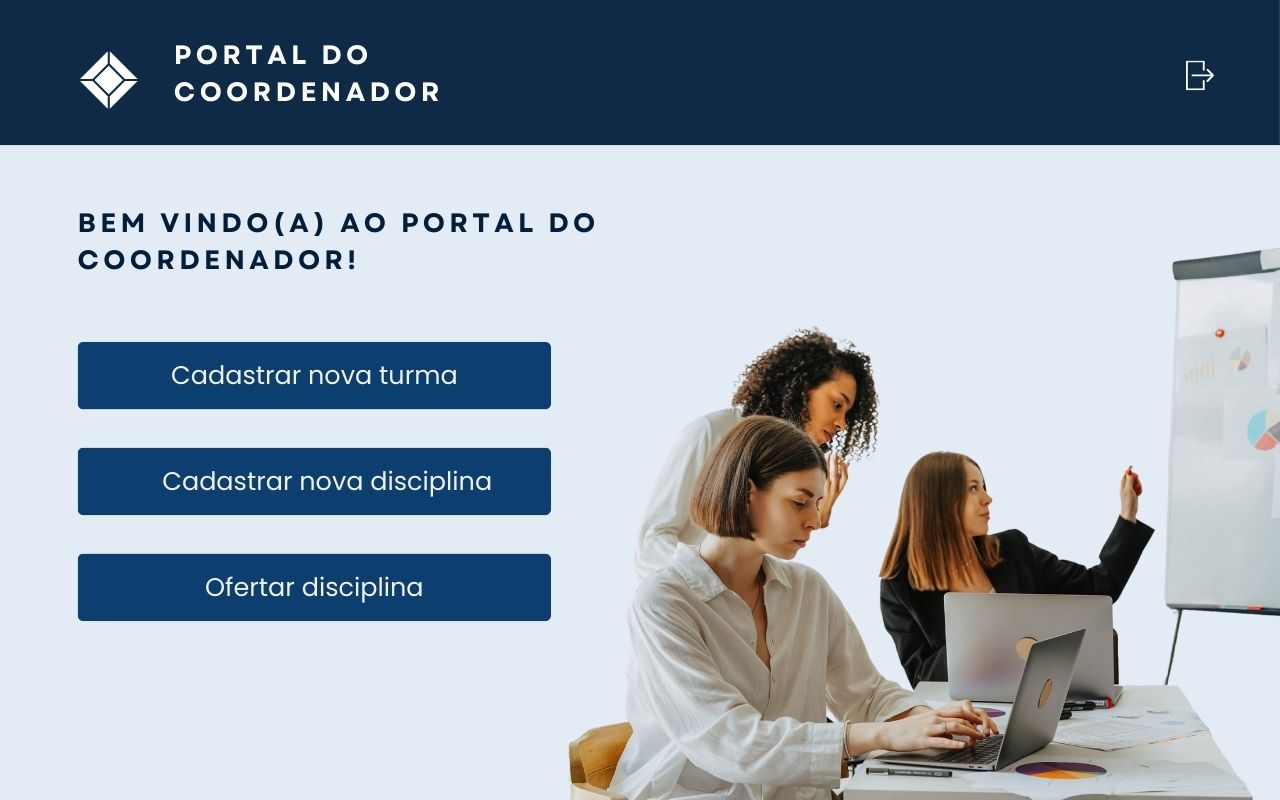 PORTAL DO
COORDENADOR
BEM VINDO(A) AO PORTAL DO
COORDENADOR!
Cadastrar nova turma
Cadastrar nova disciplina
Ofertar disciplina